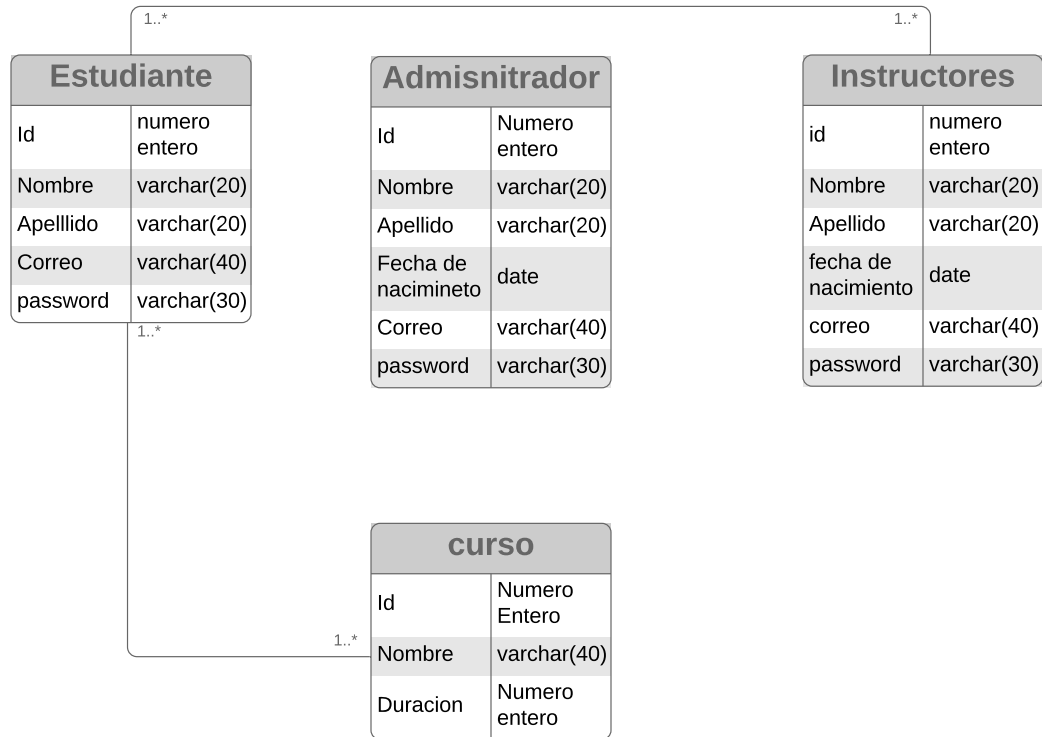 1..*
1..*
Estudiante
Id
numero
entero
Nombre
varchar(20)
Apelllido
varchar(20)
Correo
varchar(40)
password
varchar(30)
1..*
Admisnitrador
Id
Numero
entero
Nombre
varchar(20)
Apellido
varchar(20)
Fecha de
nacimineto
date
Correo
varchar(40)
password
varchar(30)
Instructores
id
numero
entero
Nombre
varchar(20)
Apellido
varchar(20)
fecha de
nacimiento
date
correo
varchar(40)
password
varchar(30)
1..*
curso
Id
Numero
Entero
Nombre
varchar(40)
Duracion
Numero
entero